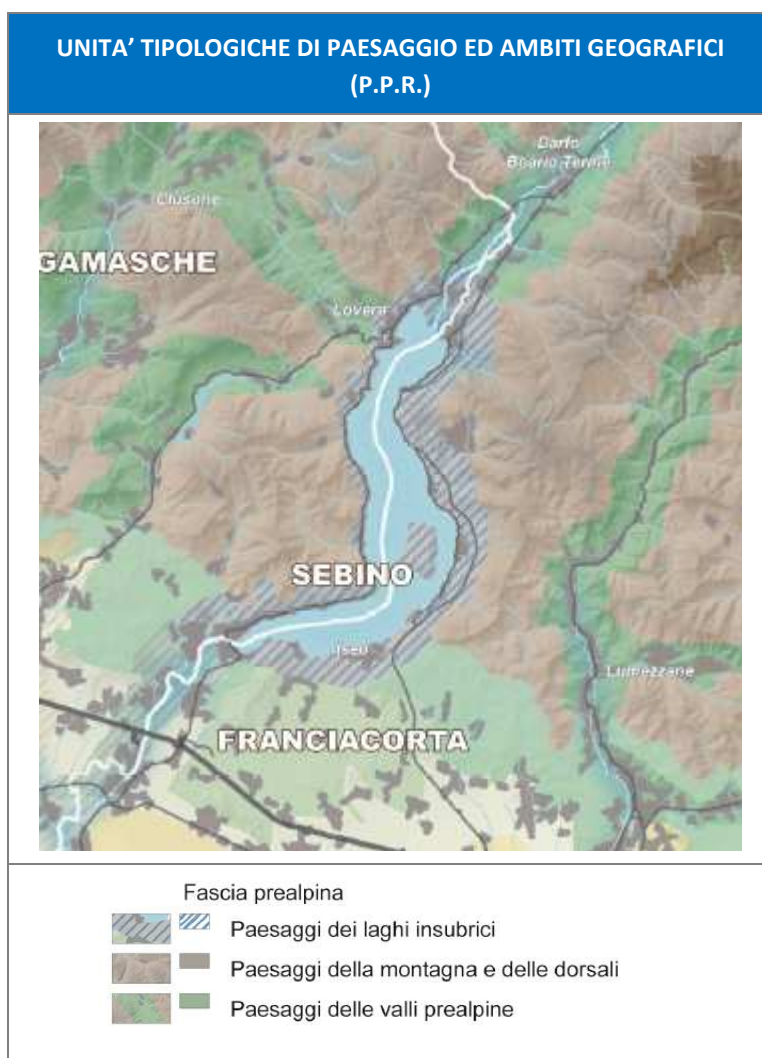 UNITA’ TIPOLOGICHE DI PAESAGGIO ED AMBITI GEOGRAFICI
(P.P.R.)
Darfo
Boario Terme
Clusone
GAMASCHE
Lovere
SEBINO
Iseo
Lumezzane
FRANCIACORTA
Fascia prealpina
Paesaggi dei laghi insubrici
Paesaggi della montagna e delle dorsali
Paesaggi delle valli prealpine